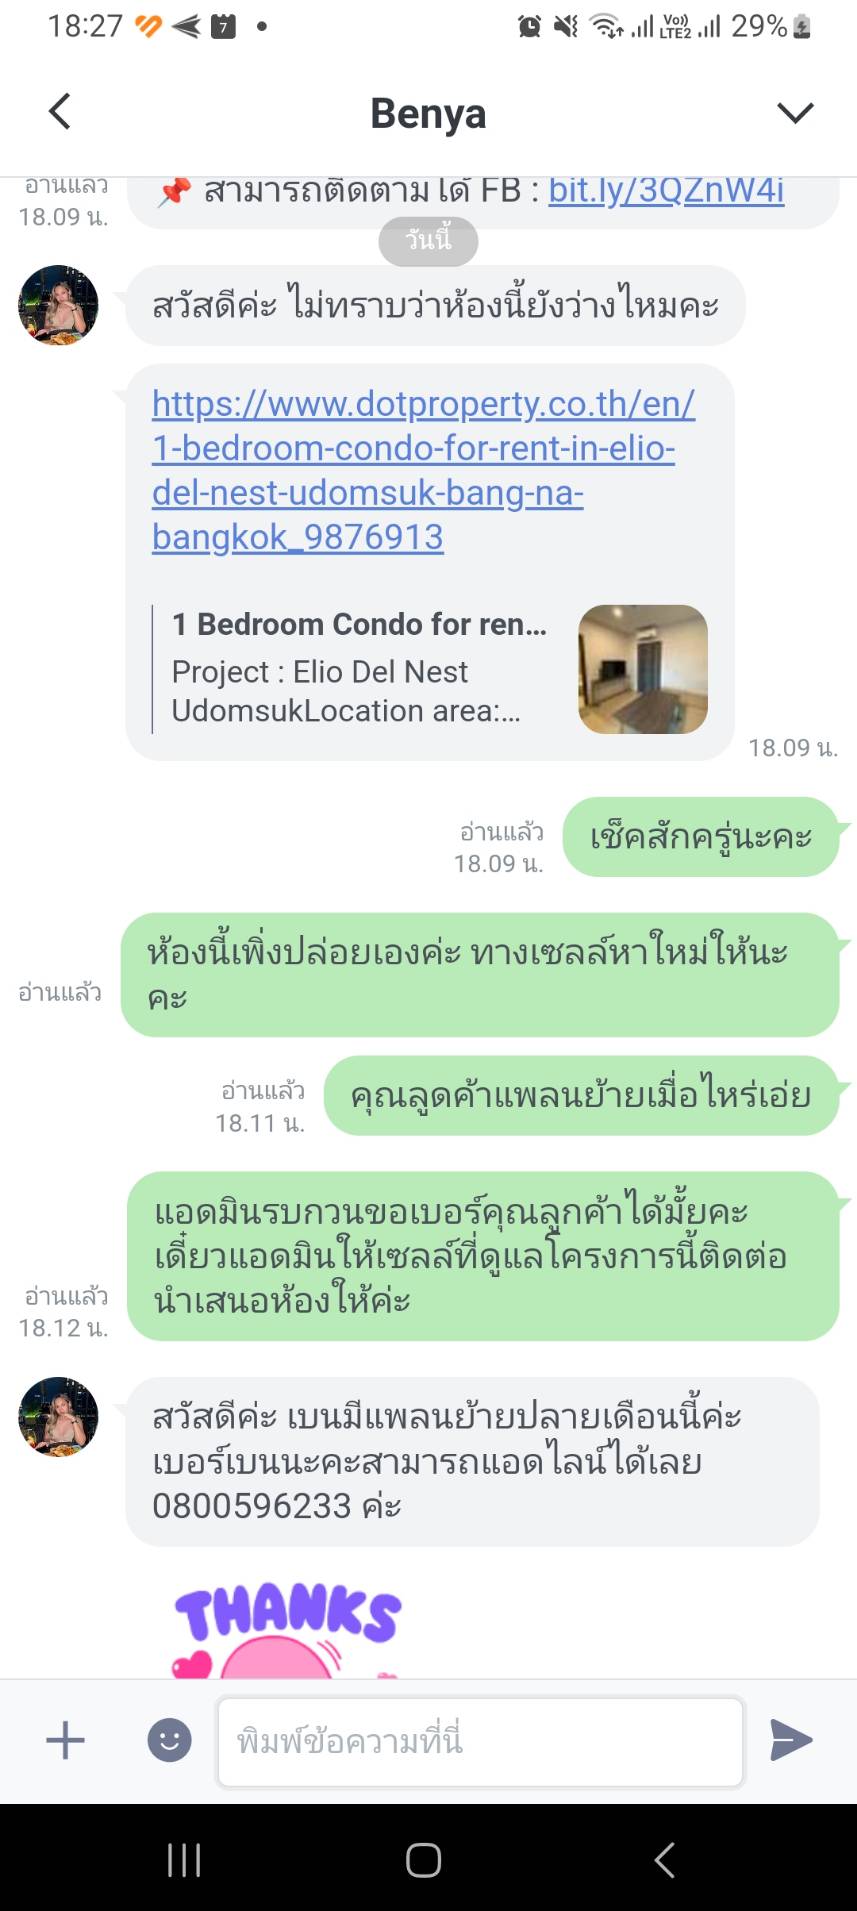 18:27
7
Vo))
LTE2
29%
Benya
อ่านแล้ว
18.09 น.
📌 สามารถติดตามได้ FB : bit.ly/3QZnW4i
วันนี้
สวัสดีค่ะ ไม่ทราบว่าห้องนี้ยังว่างไหมคะ
https://www.dotproperty.co.th/en/
1-bedroom-condo-for-rent-in-elio-
del-nest-udomsuk-bang-na-
bangkok_9876913
1 Bedroom Condo for ren...
Project : Elio Del Nest
UdomsukLocation area:...
18.09 น.
อ่านแล้ว
18.09 น.
เช็คสักครู่นะคะ
ห้องนี้เพิ่งปล่อยเองค่ะ ทางเซลล์หาใหม่ให้นะ
คะ
อ่านแล้ว
อ่านแล้ว
18.11 น.
คุณลูดค้าแพลนย้ายเมื่อไหร่เอ่ย
แอดมินรบกวนขอเบอร์คุณลูกค้าได้มั้ยคะ
เดี๋ยวแอดมินให้เซลล์ที่ดูแลโครงการนี้ติดต่อ
นำเสนอห้องให้ค่ะ
อ่านแล้ว
18.12 น.
สวัสดีค่ะ เบนมีแพลนย้ายปลายเดือนนี้ค่ะ
เบอร์เบนนะคะสามารถแอดไลน์ได้เลย
0800596233 ค่ะ
THANKS
พิมพ์ข้อความที่นี่